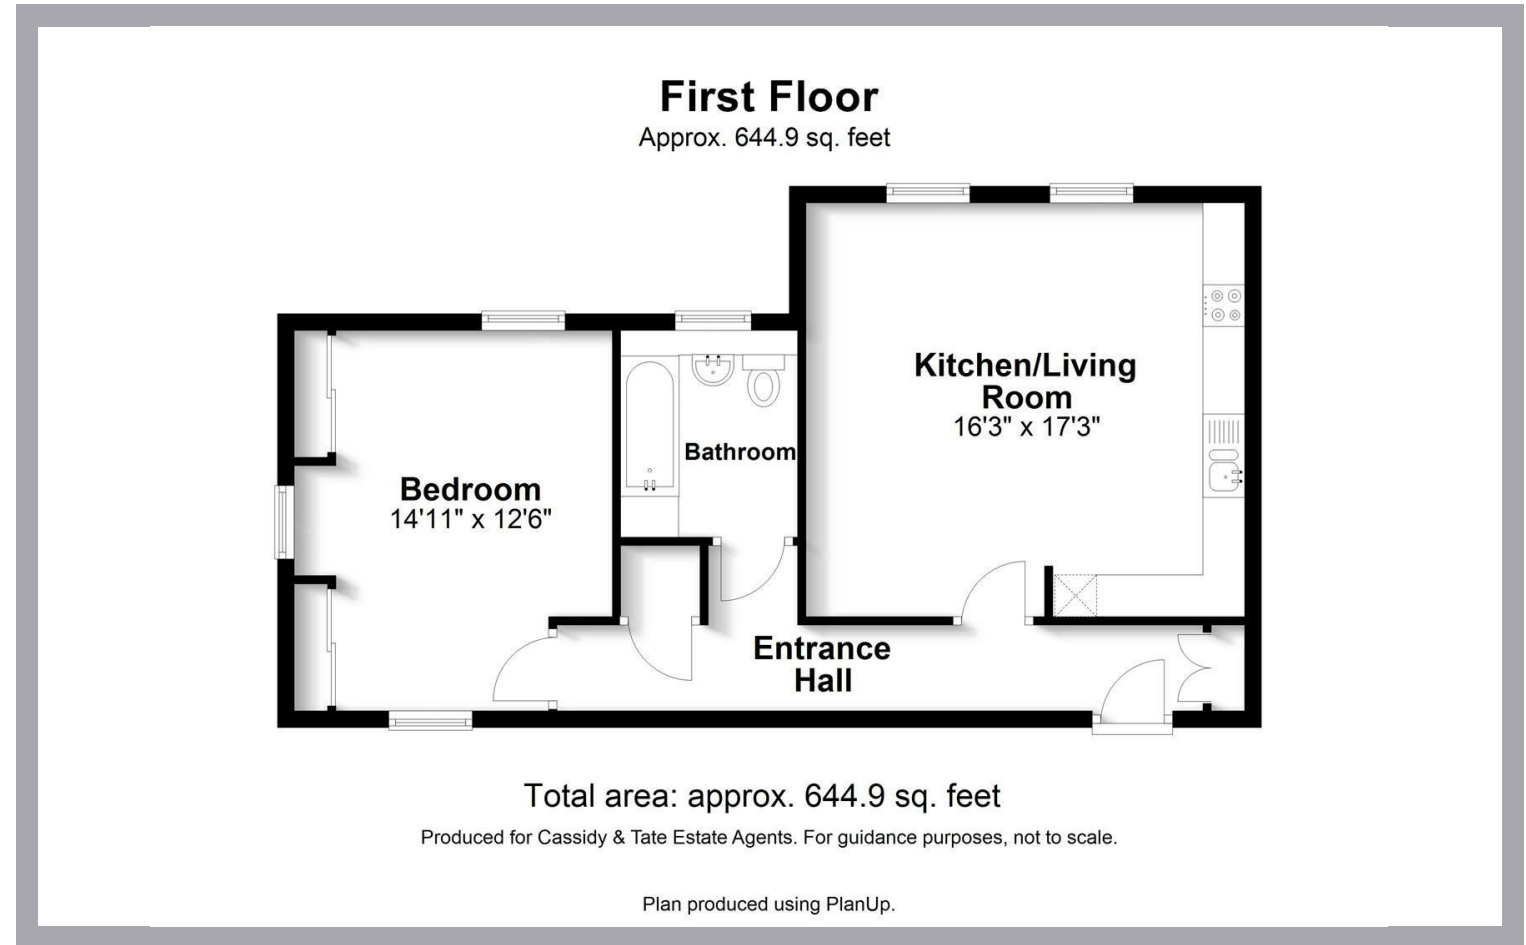 First Floor
Approx. 644.9 sq. feet
Kitchen/Living
Room
16'3" x 17'3"
Bathroom
Bedroom
14'11" x 12'6"
Entrance
Hall
Total area: approx. 644.9 sq. feet
Produced for Cassidy & Tate Estate Agents. For guidance purposes, not to scale.
Plan produced using PlanUp.